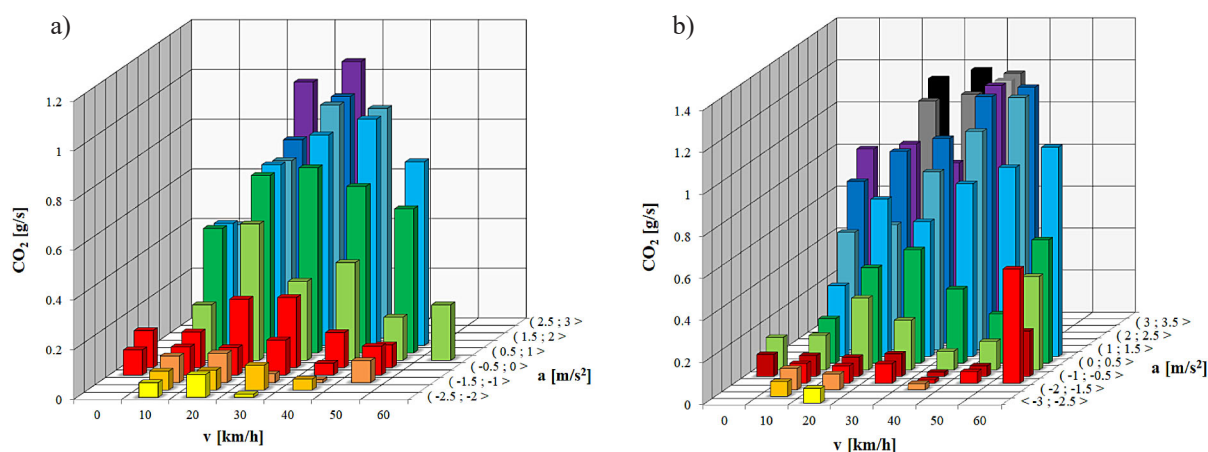 a)
CO₂ [g/s]
1.2
1
0.8
0.6
0.4
0.2
0
0 10 20 30 40 50 60
v [km/h]
( 2.5 ; 3 >
( 1.5 ; 2 >
( 0.5 ; 1 >
( -0.5 ; 0 >
( -1.5 ; -1 >
( -2.5 ; -2 >
a [m/s²]
b)
CO₂ [g/s]
1.4
1.2
1
0.8
0.6
0.4
0.2
0
0 10 20 30 40 50 60
v [km/h]
( 3 ; 3.5 >
( 2 ; 2.5 >
( 1 ; 1.5 >
( 0 ; 0.5 >
( -1 ; -0.5 >
( -2 ; -1.5 >
< -3 ; -2.5 >
a [m/s²]